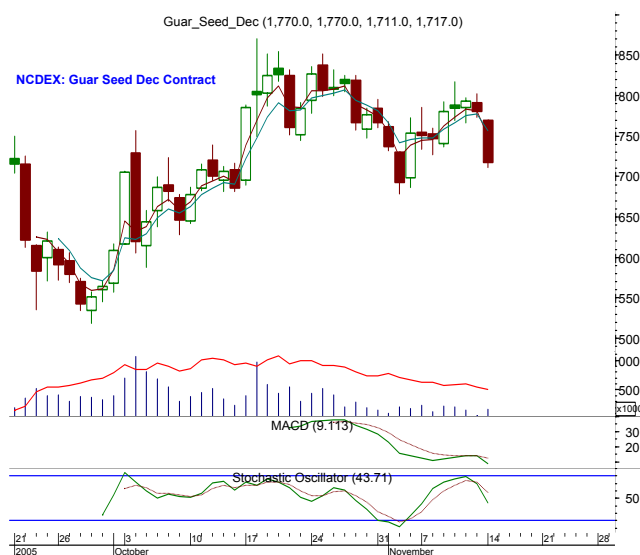 Guar_Seed_Dec (1,770.0, 1,770.0, 1,711.0, 1,717.0)
850
NCDEX: Guar Seed Dec Contract
800
750
700
650
600
550
500
000
500
x1000
MACD (9.113)
30
20
Stochastic Oscillator (43.71)
50
21 26 3 10 17 24 31 7 14 21 28
2005 October November